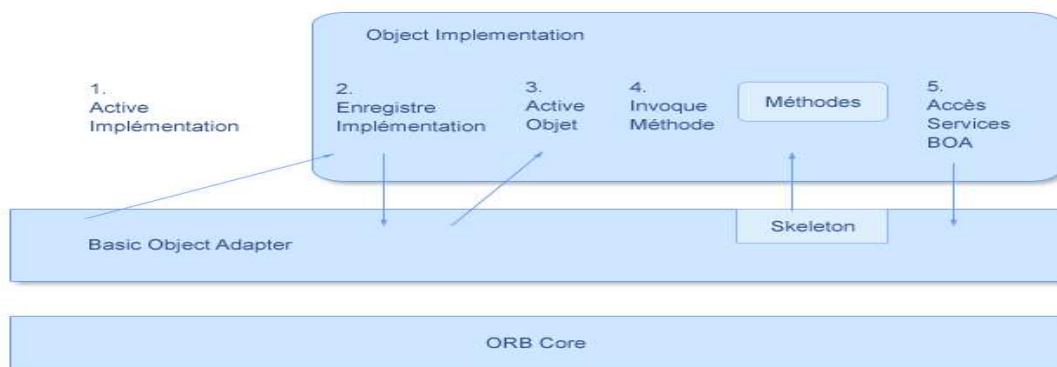 Object Implementation
1.
Active
Implémentation
2.
Enregistre
Implémentation
3.
Active
Objet
4.
Invoque
Méthode
Méthodes
5.
Accès
Services
BOA
Basic Object Adapter
Skeleton
ORB Core